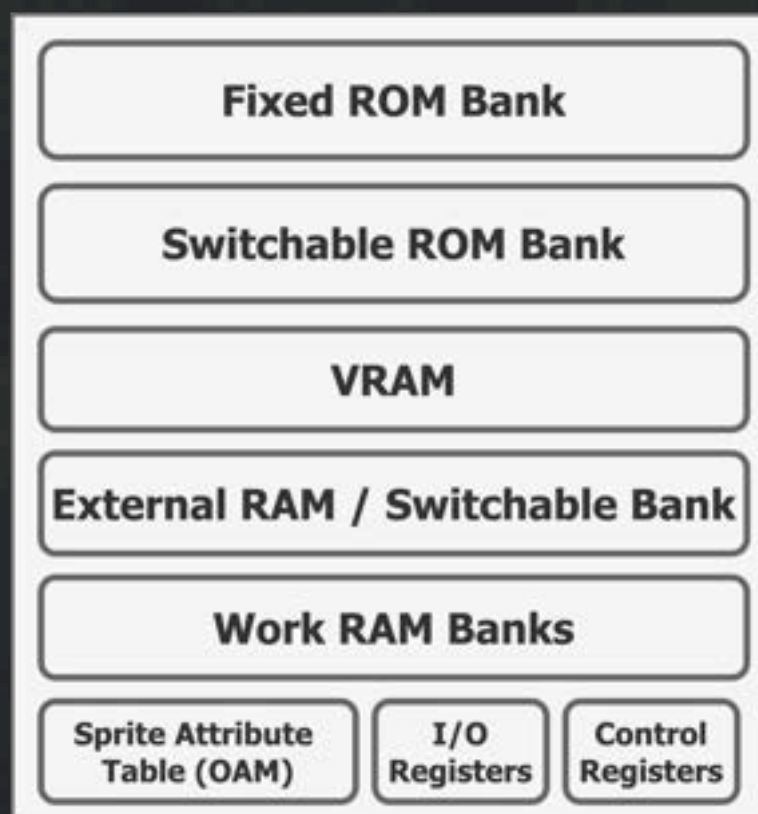 Fixed ROM Bank
Switchable ROM Bank
VRAM
External RAM / Switchable Bank
Work RAM Banks
Sprite Attribute
Table (OAM)
I/O
Registers
Control
Registers